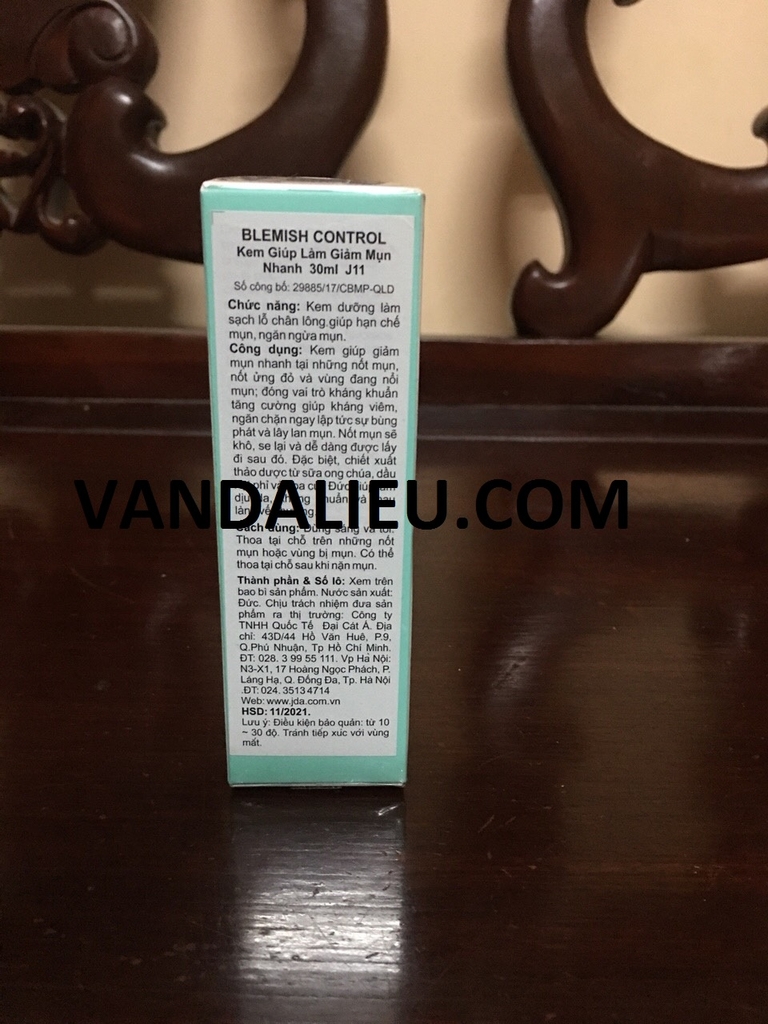 BLEMISH CONTROL
Kem Giúp Làm Giảm Mụn
Nhanh 30ml J11
Số công bố: 29885/17/CBMP-QLD
Chức năng: Kem dưỡng làm
sạch lỗ chân lông giúp hạn chế
mụn, ngăn ngừa mụn.
Công dụng: Kem giúp giảm
mụn nhanh tại những nốt mụn,
nốt ửng đỏ và vùng đang nổi
mụn; đóng vai trò kháng khuẩn
tăng cường giúp kháng viêm,
ngăn chặn ngay lập tức sự bùng
phát và lây lan mụn. Nốt mụn sẽ
khô, se lại và dễ dàng được lấy
đi sau đó. Đặc biệt, chiết xuất
thảo dược từ sữa ong chúa, dầu
Đức
VANDALIEU.COM
Cách dùng: Dùng sáng và tối.
Thoa tại chỗ trên những nốt
mụn hoặc vùng bị mụn. Có thể
thoa tại chỗ sau khi nặn mụn.
Thành phần & Số lô: Xem trên
bao bì sản phẩm. Nước sản xuất:
Đức. Chịu trách nhiệm đưa sản
phẩm ra thị trường: Công ty
TNHH Quốc Tế Đại Cát Á. Địa
chỉ: 43D/44 Hồ Văn Huê, P.9,
Q.Phú Nhuận, Tp Hồ Chí Minh.
ĐT: 028. 3 99 55 111. Vp Hà Nội:
N3-X1, 17 Hoàng Ngọc Phách, P.
Láng Hạ, Q. Đống Đa, Tp. Hà Nội
.ĐT: 024. 3513 4714
Web: www.jda.com.vn
HSD: 11/2021.
Lưu ý: Điều kiện bảo quản: từ 10
~ 30 độ. Tránh tiếp xúc với vùng
mắt.